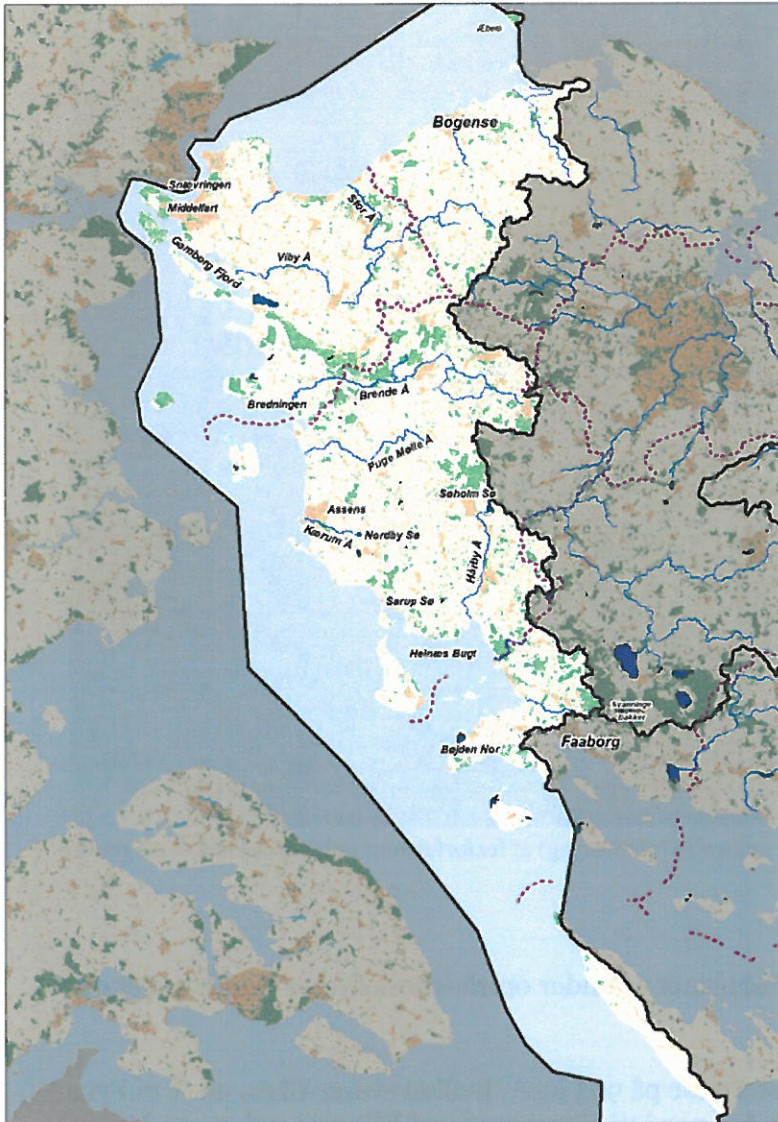 Æbelø
Bogense
Snævringen
Middelfart
Stor Å
Gamborg Fjord
Viby Å
Bredningen
Brende Å
Puge Mølle Å
Søholm Sø
Assens
Nordby Sø
Kærum Å
Hårby Å
Sarup Sø
Helnæs Bugt
Svanninge
bakker
Faaborg
Bøjden Nor